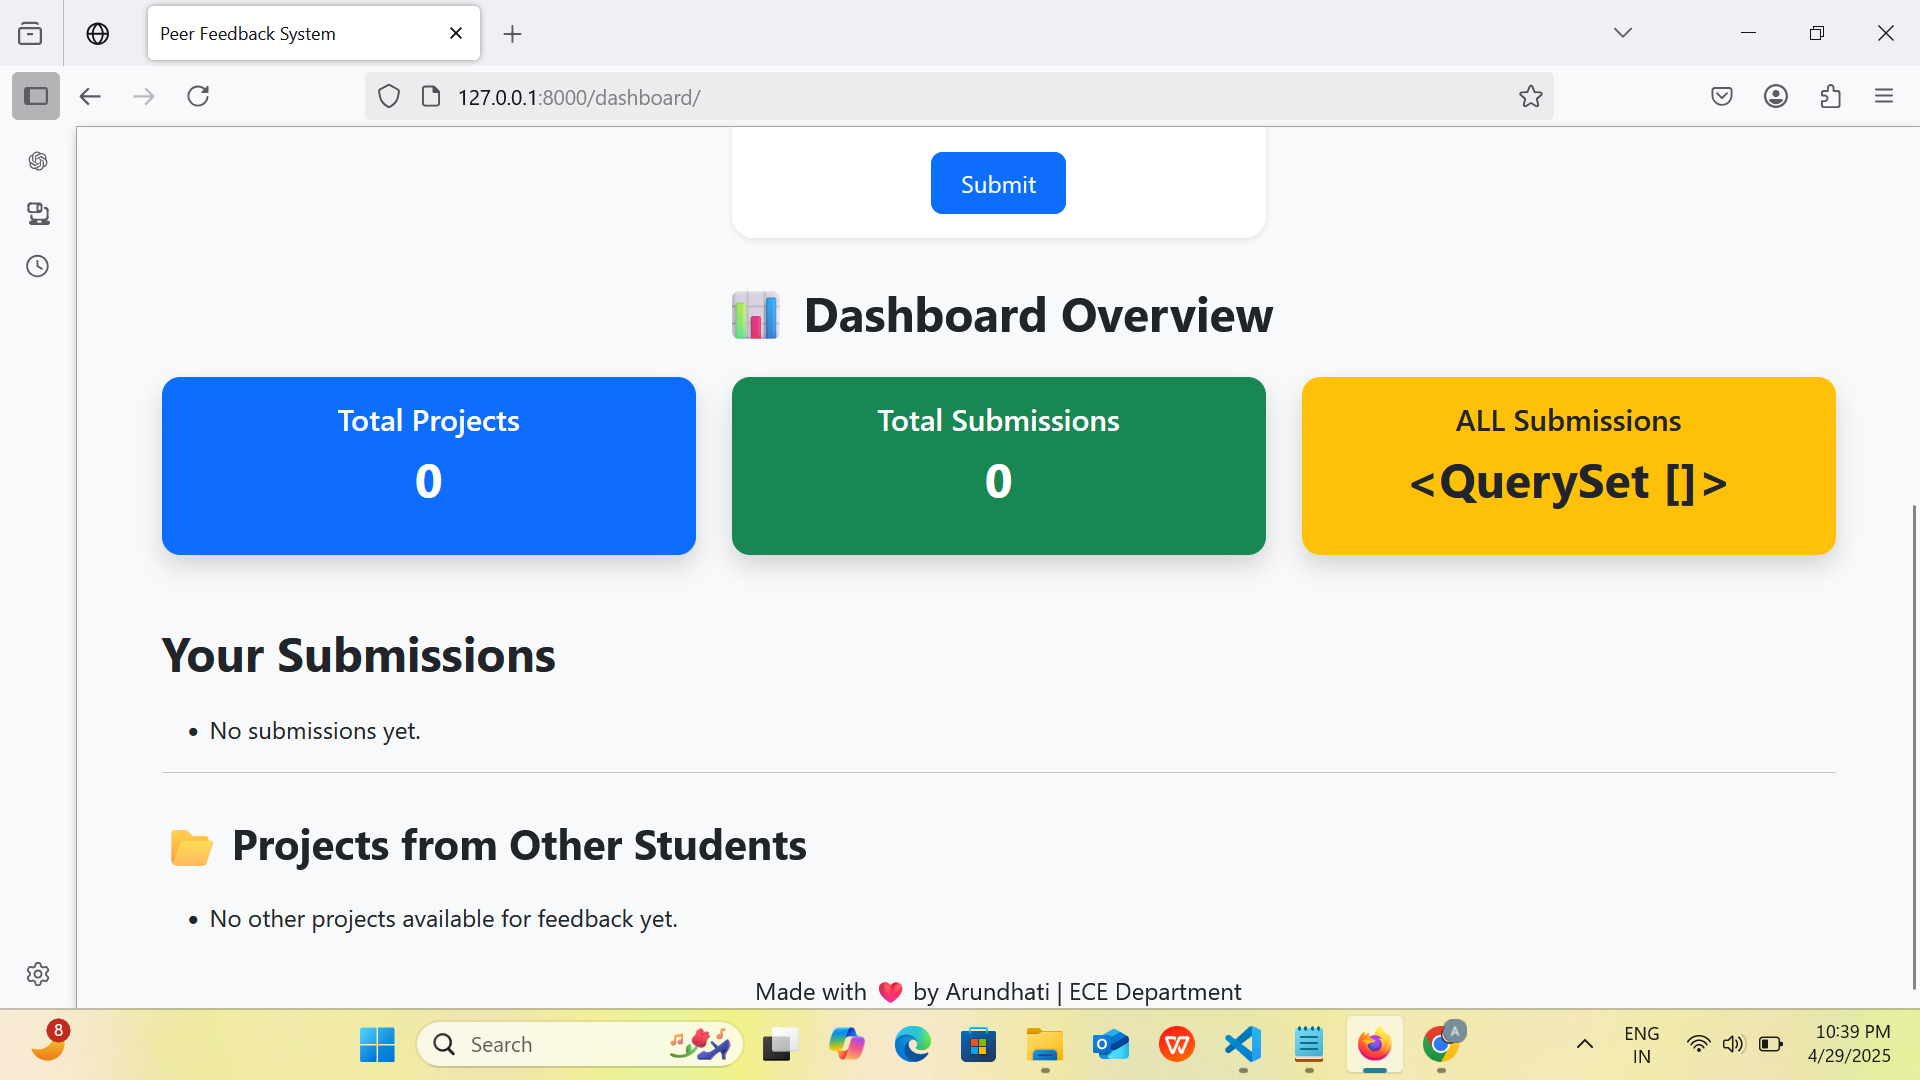 Peer Feedback System
127.0.0.1:8000/dashboard/
Submit
Dashboard Overview
Total Projects
0
Total Submissions
0
ALL Submissions
<QuerySet []>
Your Submissions
No submissions yet.
Projects from Other Students
No other projects available for feedback yet.
Made with ❤️ by Arundhati | ECE Department
8
Search
A
ENG
IN
10:39 PM
4/29/2025